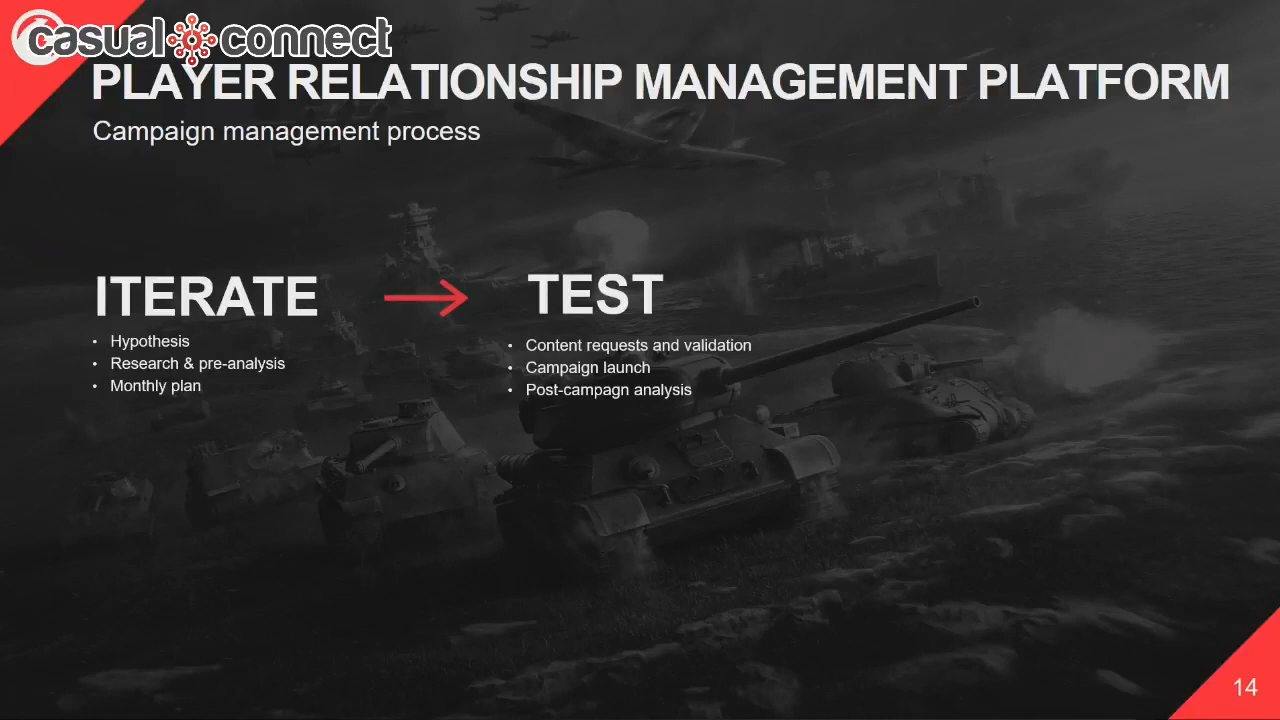 casual connect
PLAYER RELATIONSHIP MANAGEMENT PLATFORM
Campaign management process
ITERATE
• Hypothesis
• Research & pre-analysis
• Monthly plan
TEST
• Content requests and validation
• Campaign launch
• Post-campagn analysis
14